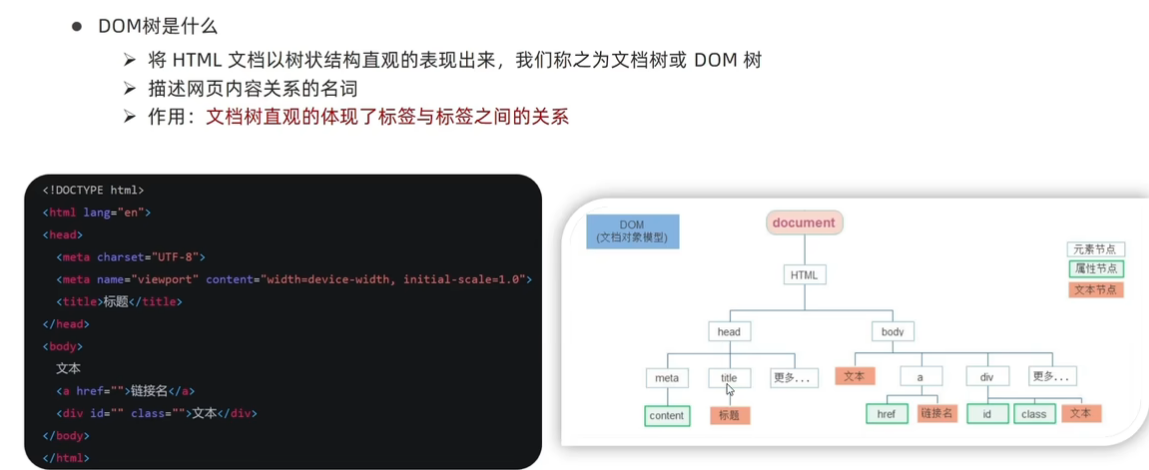 DOM树是什么
将 HTML 文档以树状结构直观的表现出来，我们称之为文档树或 DOM 树
描述网页内容关系的名词
作用：文档树直观的体现了标签与标签之间的关系
<!DOCTYPE html>
<html lang="en">
<head>
<meta charset="UTF-8">
<meta name="viewport" content="width=device-width, initial-scale=1.0">
<title>标题</title>
</head>
<body>
文本
<a href="">链接名</a>
<div id="" class="">文本</div>
</body>
</html>
DOM
(文档对象模型)
document
元素节点
属性节点
文本节点
HTML
head
body
meta
title
更多...
文本
a
div
更多...
content
标题
href
链接名
id
class
文本